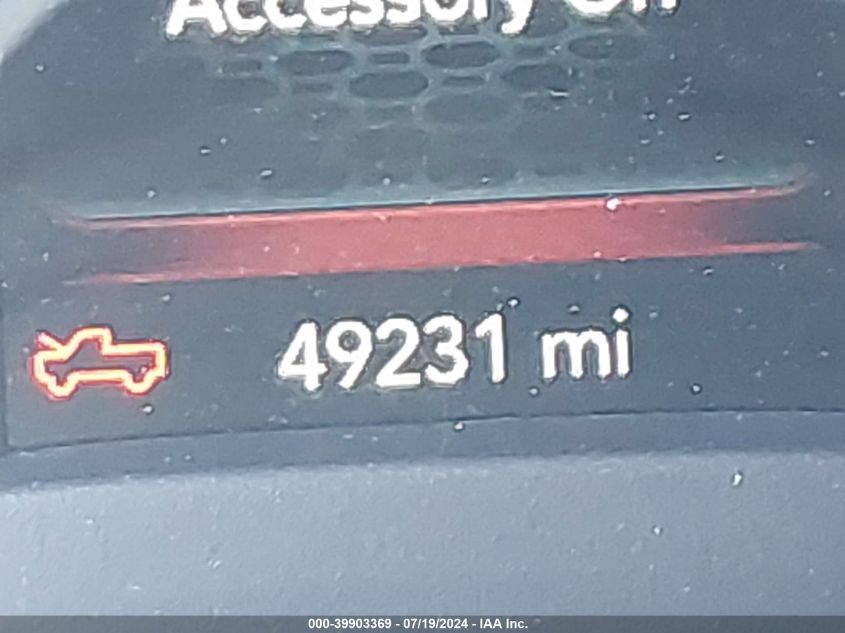 Accessory On
49231 mi
000-39903369 - 07/19/2024 - IAA Inc.